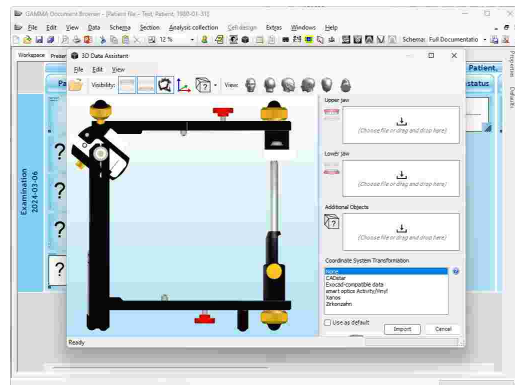 GAMMA Document Browser - [Patient file - Test, Patient, 1989-01-31]
File Edit View Data Schema Section Analysis collection Cell design Extras Windows Help
12 % Schema: Full Documentatio
Workspace Preser
3D Data Assistant
File Edit View
Visibility: View:
Patient,
status
Pa
Properties
Defaults
Examination
2024-03-06
?
?
?
?
Upper jaw
(Choose file or drag and drop here)
Lower jaw
(Choose file or drag and drop here)
Additional Objects
(Choose file or drag and drop here)
Coordinate System Transformation
None
CADstar
Exocad-compatible data
smart optics Activity/Vinyl
Xanos
Zirkonzahn
Use as default
Import Cancel
Ready